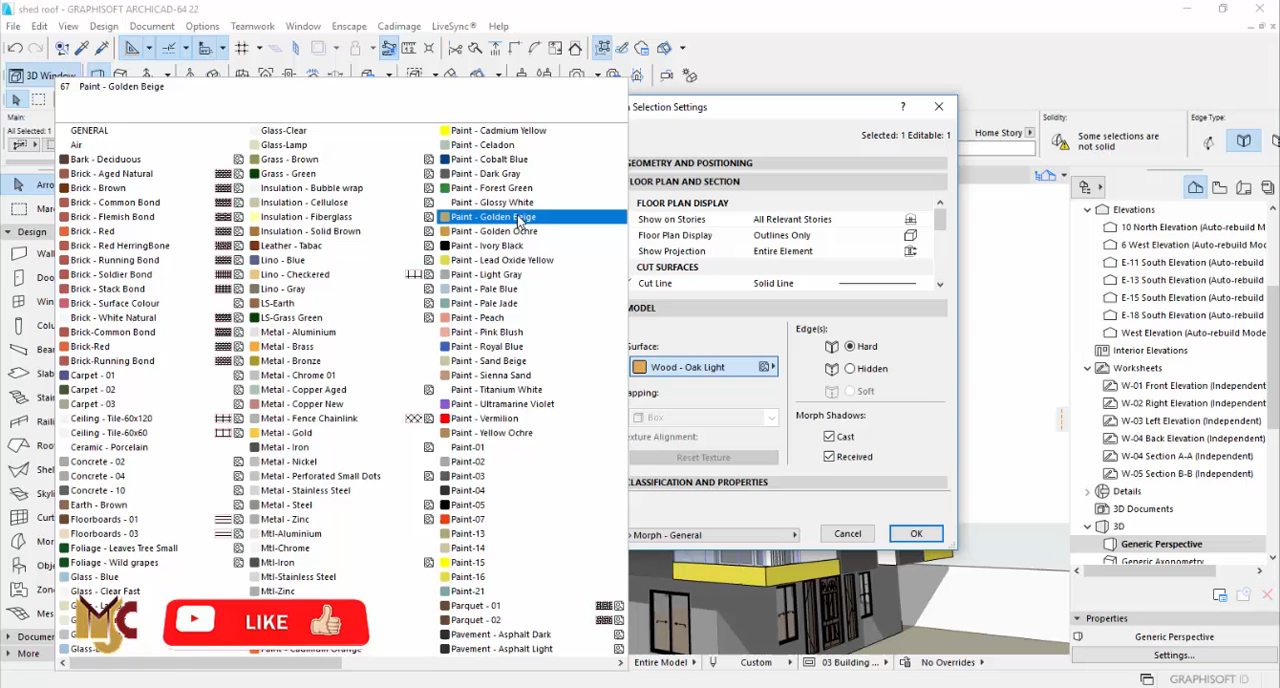 shed roof - GRAPHISOFT ARCHICAD-64 22
File Edit View Design Document Options Teamwork Window Enscape Cadimage LiveSync® Help
3D Window
Main:
All Selected: 1
67 Paint - Golden Beige
GENERAL
Air
Bark - Deciduous
Brick - Aged Natural
Brick - Brown
Brick - Common Bond
Brick - Flemish Bond
Brick - Red
Brick - Red HerringBone
Brick - Running Bond
Brick - Soldier Bond
Brick - Stack Bond
Brick - Surface Colour
Brick - White Natural
Brick-Common Bond
Brick-Red
Brick-Running Bond
Carpet - 01
Carpet - 02
Carpet - 03
Ceiling - Tile-60x120
Ceiling - Tile-60x60
Ceramic - Porcelain
Concrete - 02
Concrete - 04
Concrete - 10
Earth - Brown
Floorboards - 01
Floorboards - 03
Foliage - Leaves Tree Small
Foliage - Wild grapes
Glass - Blue
Glass - Clear Fast
Glass-Clear
Glass-Lamp
Grass - Brown
Grass - Green
Insulation - Bubble wrap
Insulation - Cellulose
Insulation - Fiberglass
Insulation - Solid Brown
Leather - Tabac
Lino - Blue
Lino - Checkered
Lino - Gray
LS-Earth
LS-Grass Green
Metal - Aluminium
Metal - Brass
Metal - Bronze
Metal - Chrome 01
Metal - Copper Aged
Metal - Copper New
Metal - Fence Chainlink
Metal - Gold
Metal - Iron
Metal - Nickel
Metal - Perforated Small Dots
Metal - Stainless Steel
Metal - Steel
Metal - Zinc
Mtl-Aluminium
Mtl-Chrome
Mtl-Iron
Mtl-Stainless Steel
Mtl-Zinc
Paint - Cadmium Yellow
Paint - Celadon
Paint - Cobalt Blue
Paint - Dark Gray
Paint - Forest Green
Paint - Glossy White
Paint - Golden Beige
Paint - Golden Ochre
Paint - Ivory Black
Paint - Lead Oxide Yellow
Paint - Light Gray
Paint - Pale Blue
Paint - Pale Jade
Paint - Peach
Paint - Pink Blush
Paint - Royal Blue
Paint - Sand Beige
Paint - Sienna Sand
Paint - Titanium White
Paint - Ultramarine Violet
Paint - Vermilion
Paint - Yellow Ochre
Paint-01
Paint-02
Paint-03
Paint-04
Paint-05
Paint-07
Paint-13
Paint-14
Paint-15
Paint-16
Paint-21
Parquet - 01
Parquet - 02
Pavement - Asphalt Dark
Pavement - Asphalt Light
Design
More
MSC
LIKE
Selection Settings
?
Selected: 1 Editable: 1
GEOMETRY AND POSITIONING
FLOOR PLAN AND SECTION
FLOOR PLAN DISPLAY
Show on Stories All Relevant Stories
Floor Plan Display Outlines Only
Show Projection Entire Element
CUT SURFACES
Cut Line Solid Line
MODEL
Wood - Oak Light
Box
Reset Texture
Edge(s):
Hard
Hidden
Soft
Morph Shadows:
Cast
Received
CLASSIFICATION AND PROPERTIES
Morph - General
Cancel OK
Home Story
Solidity:
Some selections are
not solid
Edge Type:
Elevations
10 North Elevation (Auto-rebuild M
6 West Elevation (Auto-rebuild Mo
E-11 South Elevation (Auto-rebuild
E-13 South Elevation (Auto-rebuild
E-15 South Elevation (Auto-rebuild
E-18 South Elevation (Auto-rebuild
West Elevation (Auto-rebuild Mode
Interior Elevations
Worksheets
W-01 Front Elevation (Independent
W-02 Right Elevation (Independent
W-03 Left Elevation (Independent)
W-04 Back Elevation (Independent)
W-04 Section A-A (Independent)
W-05 Section B-B (Independent)
Details
3D Documents
3D
Generic Perspective
Generic Axonometry
Properties
Generic Perspective
Settings...
Entire Model Custom 03 Building ... No Overrides
GRAPHISOFT ID